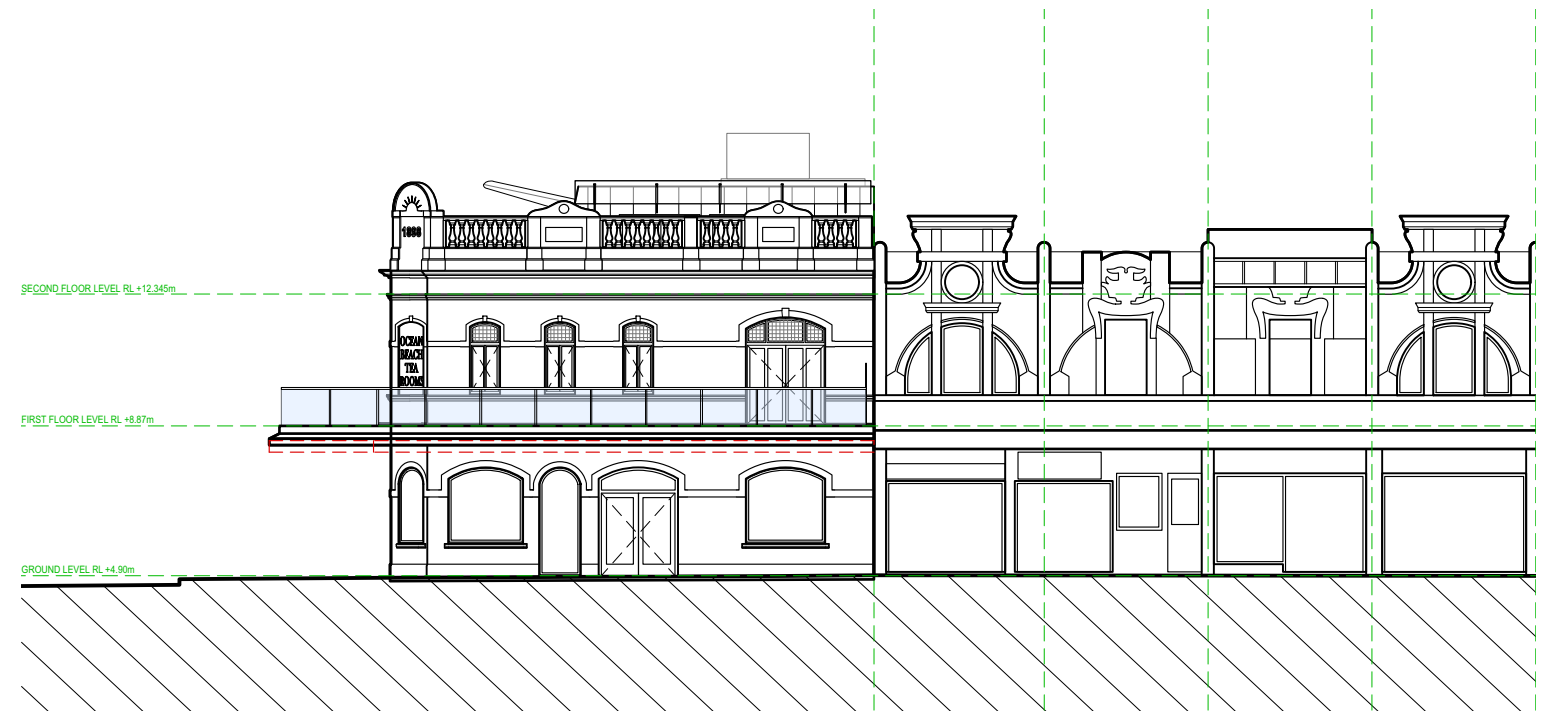 1898
SECOND FLOOR LEVEL RL +12.345m
OCEAN
BEACH
TEA
ROOMS
FIRST FLOOR LEVEL RL +8.87m
GROUND LEVEL RL +4.90m